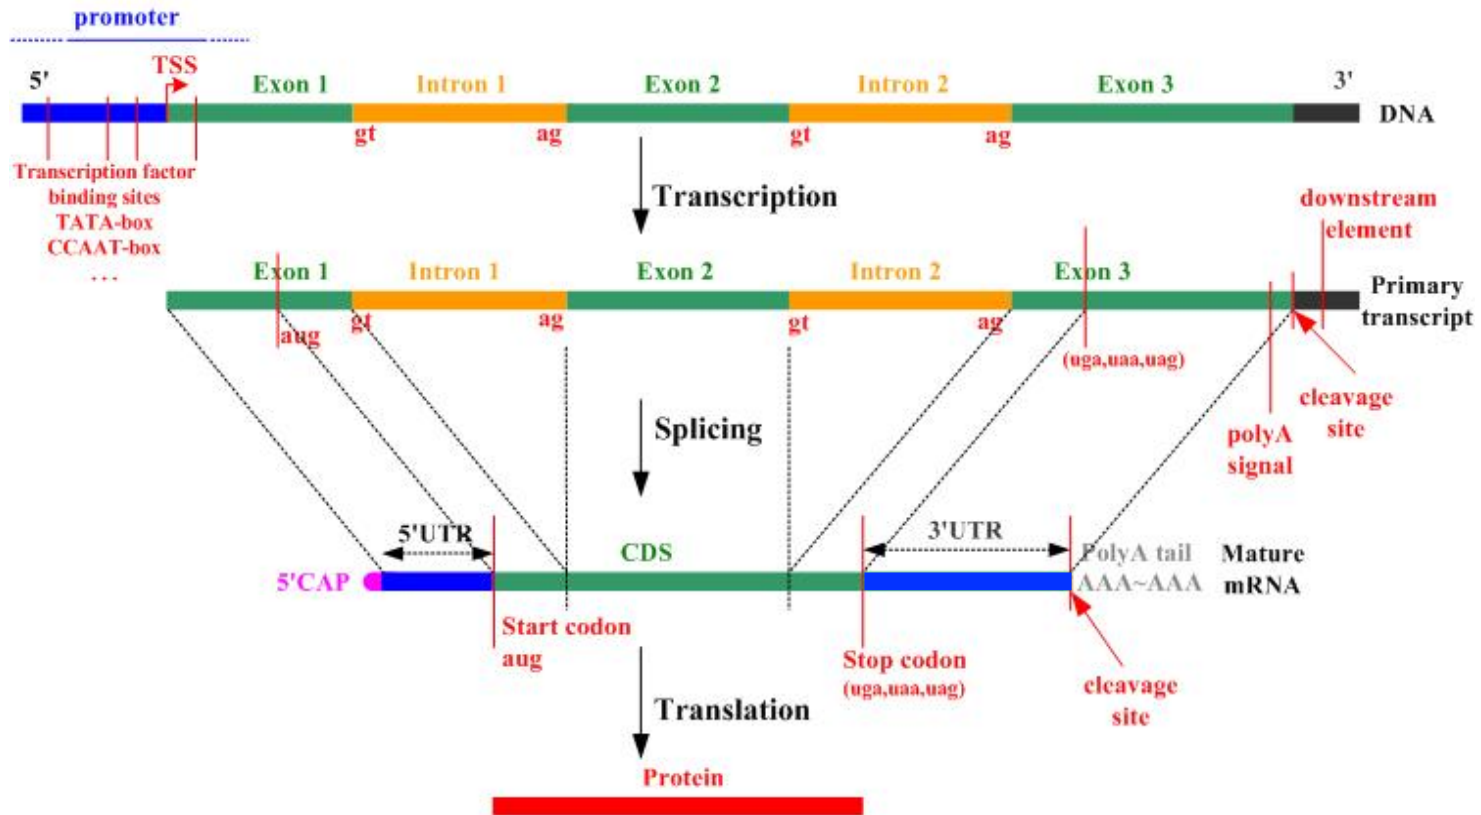 promoter
5'
TSS
Exon 1
Intron 1
Exon 2
Intron 2
Exon 3
3'
DNA
gt
ag
gt
ag
Transcription factor
binding sites
TATA-box
CCAAT-box
...
Transcription
downstream
element
Exon 1
Intron 1
Exon 2
Intron 2
Exon 3
Primary
transcript
aug
gt
ag
gt
ag
(uga,uaa,uag)
cleavage
site
polyA
signal
Splicing
5'UTR
CDS
3'UTR
PolyA tail
AAA~AAA
Mature
mRNA
5'CAP
Start codon
aug
Stop codon
(uga,uaa,uag)
cleavage
site
Translation
Protein